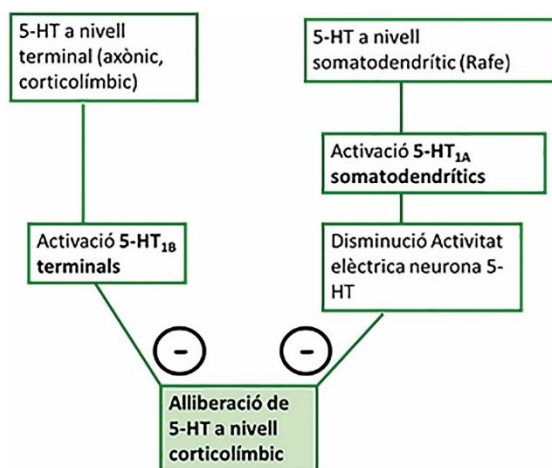 5-HT a nivell
terminal (axònic,
corticolímbic)
5-HT a nivell
somatodendrític (Rafe)
Activació 5-HT1A
somatodendrítics
Activació 5-HT1B
terminals
Disminució Activitat
elèctrica neurona 5-
HT
-
-
Alliberació de
5-HT a nivell
corticolímbic